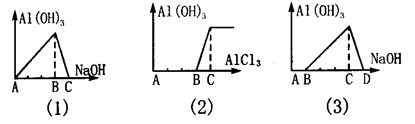 Al(OH)₃ Al(OH)₃ Al(OH)₃
NaOH AlCl₃ NaOH
A B C A B C A B C D
(1) (2) (3)